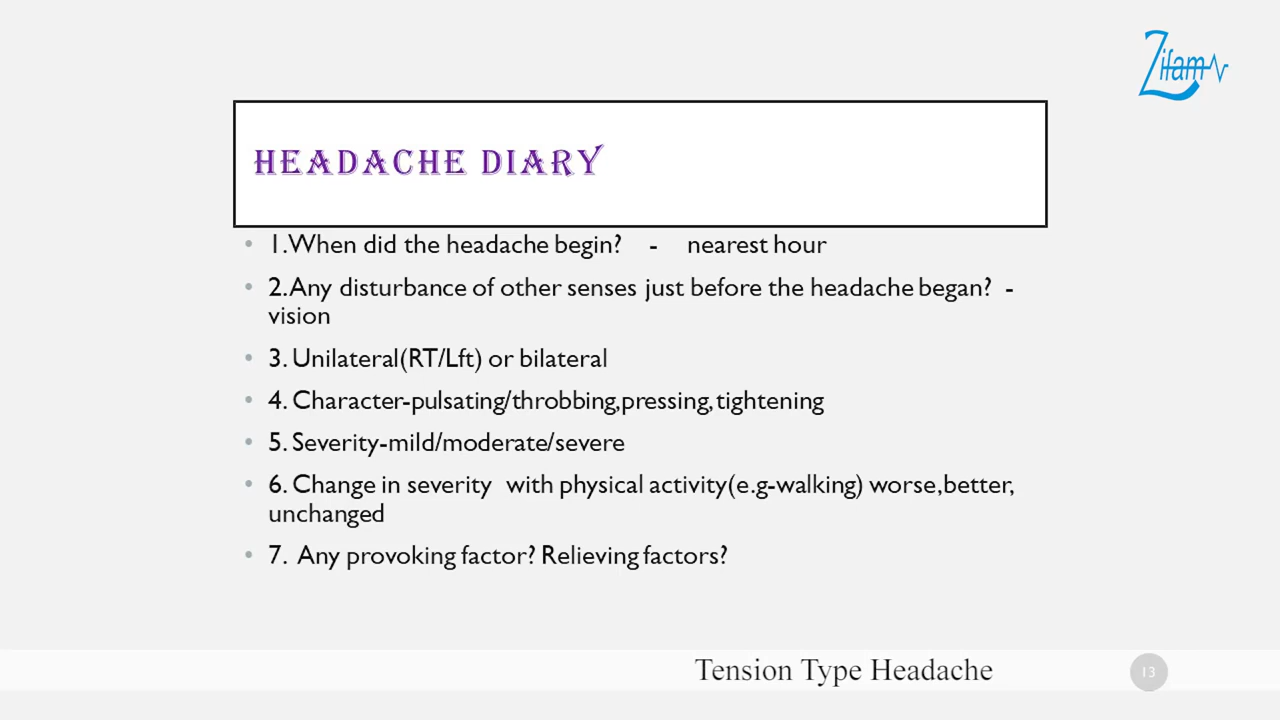 Zifam
HEADACHE DIARY
• 1.When did the headache begin? - nearest hour
• 2.Any disturbance of other senses just before the headache began? -
vision
• 3. Unilateral(RT/Lft) or bilateral
• 4. Character-pulsating/throbbing,pressing,tightening
• 5. Severity-mild/moderate/severe
• 6. Change in severity with physical activity(e.g-walking) worse,better,
unchanged
• 7. Any provoking factor? Relieving factors?
Tension Type Headache
13